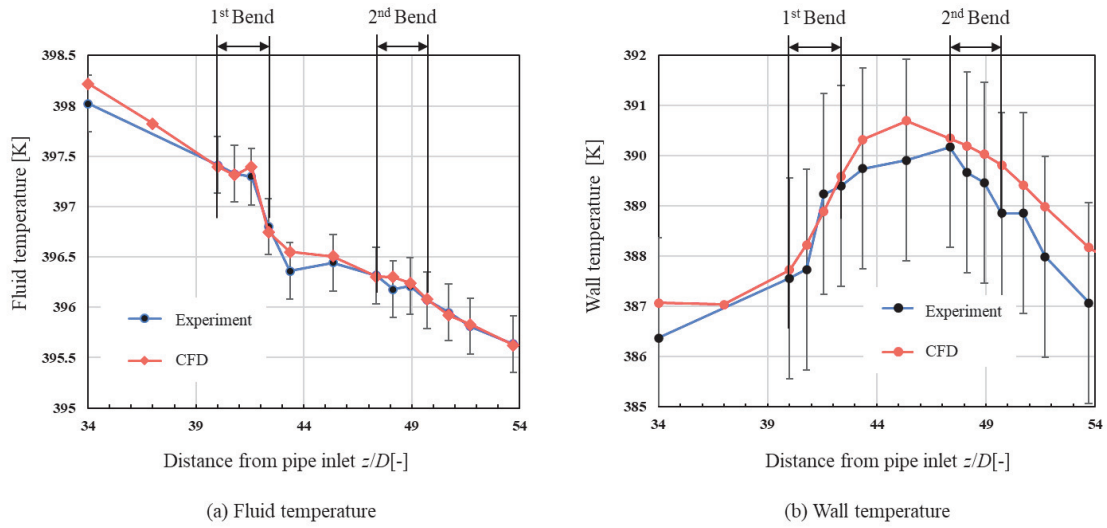 1st Bend
2nd Bend
398.5
398
397.5
397
396.5
396
395.5
395
Fluid temperature [K]
Experiment
CFD
34 39 44 49 54
Distance from pipe inlet z/D[-]
(a) Fluid temperature
1st Bend
2nd Bend
392
391
390
389
388
387
386
385
Wall temperature [K]
Experiment
CFD
34 39 44 49 54
Distance from pipe inlet z/D[-]
(b) Wall temperature